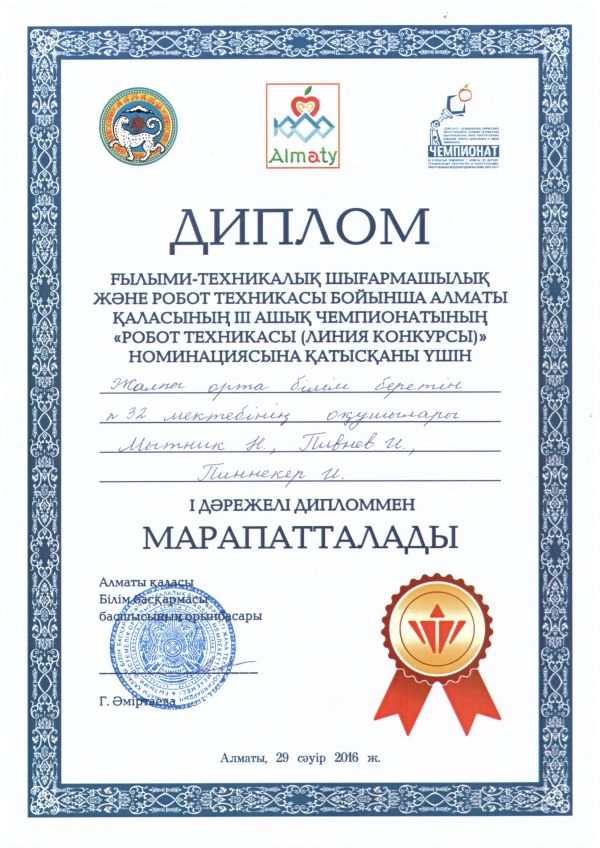 Almaty
ЧЕМПИОНАТ
ДИПЛОМ
ҒЫЛЫМИ-ТЕХНИКАЛЫҚ ШЫҒАРМАШЫЛЫҚ
ЖӘНЕ РОБОТ ТЕХНИКАСЫ БОЙЫНША АЛМАТЫ
ҚАЛАСЫНЫҢ III АШЫҚ ЧЕМПИОНАТЫНЫҢ
«РОБОТ ТЕХНИКАСЫ (ЛИНИЯ КОНКУРСЫ)»
НОМИНАЦИЯСЫНА ҚАТЫСҚАНЫ ҮШІН
Жалпы орта білім беретін
№ 32 мектебінің оқушылары
Мытник Н., Пивнев И.,
Пиннекер И.
I ДӘРЕЖЕЛІ ДИПЛОММЕН
МАРАПАТТАЛАДЫ
Алматы қаласы
Білім басқармасы
басшысының орынбасары
Г. Әміртаева
Алматы, 29 сәуір 2016 ж.